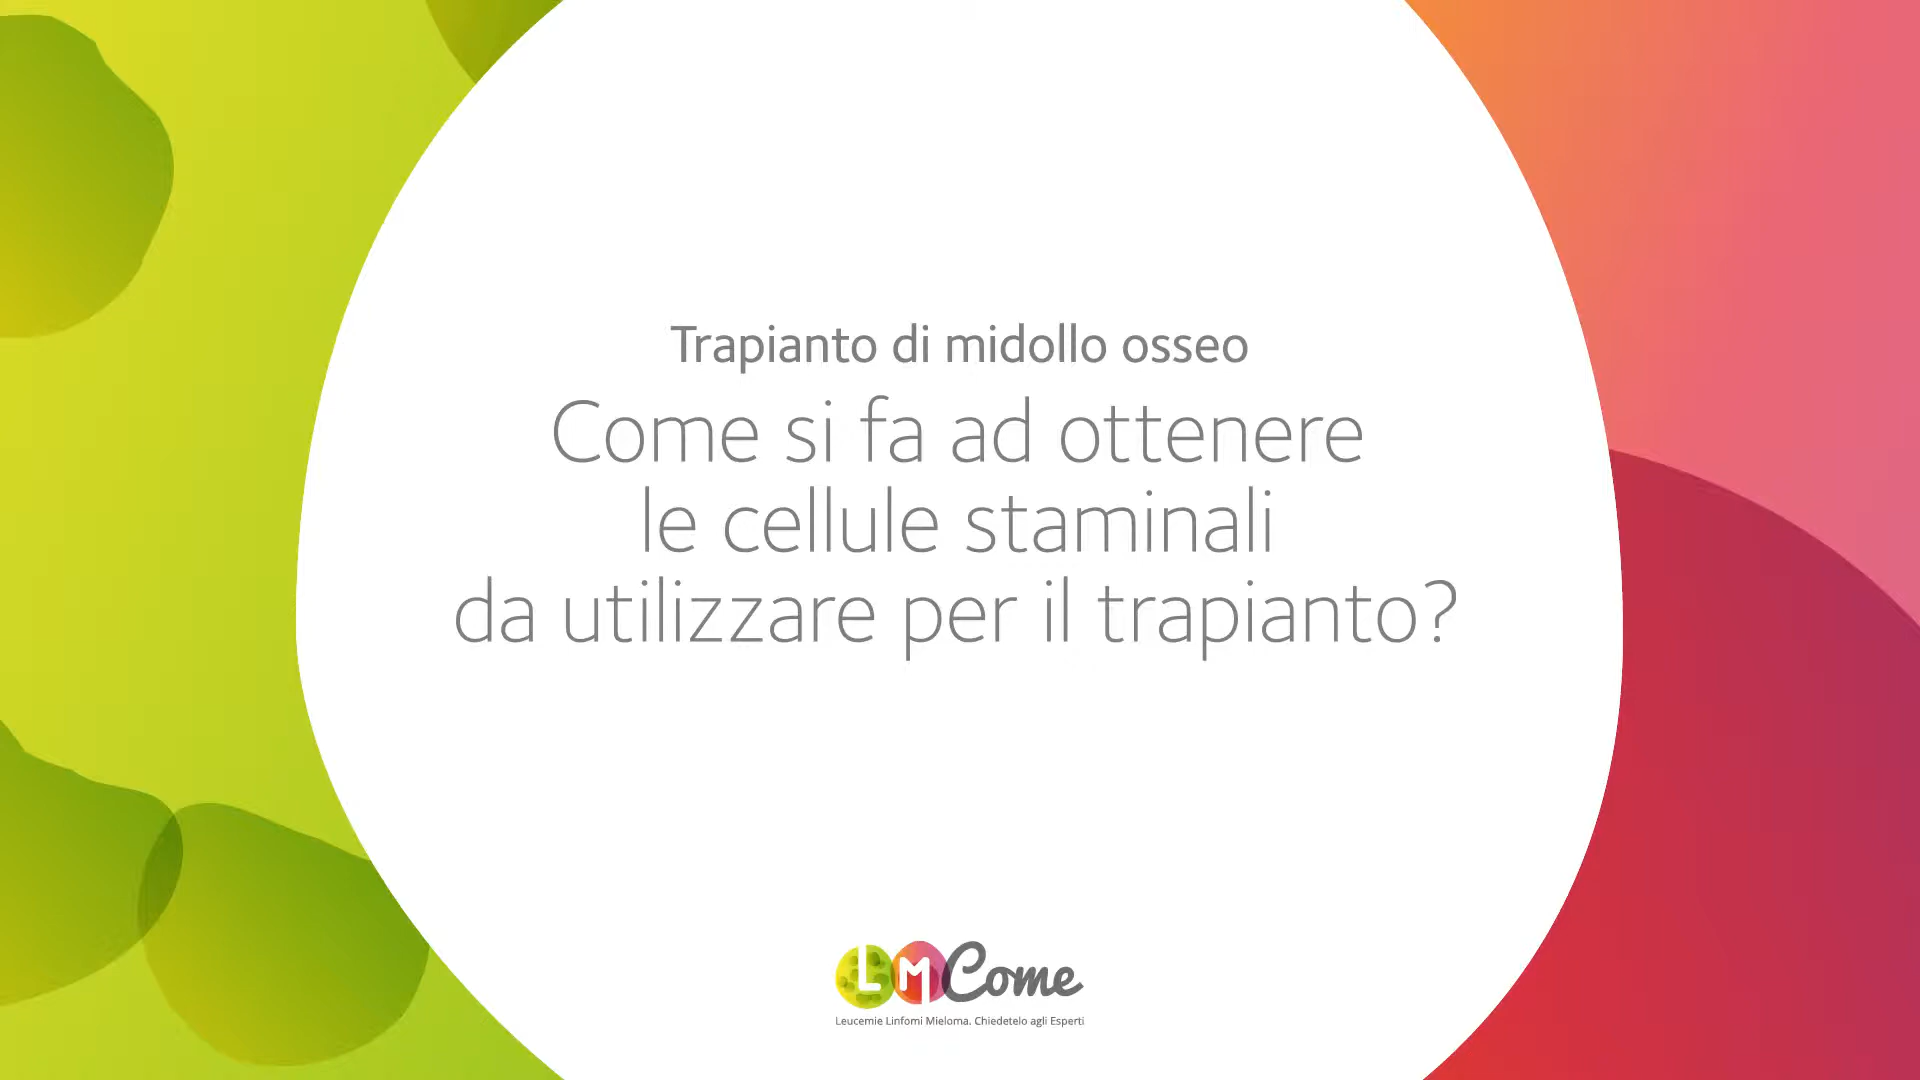 Trapianto di midollo osseo
Come si fa ad ottenere
le cellule staminali
da utilizzare per il trapianto?
LMCome
Leucemie Linfomi Mieloma. Chiedetelo agli Esperti